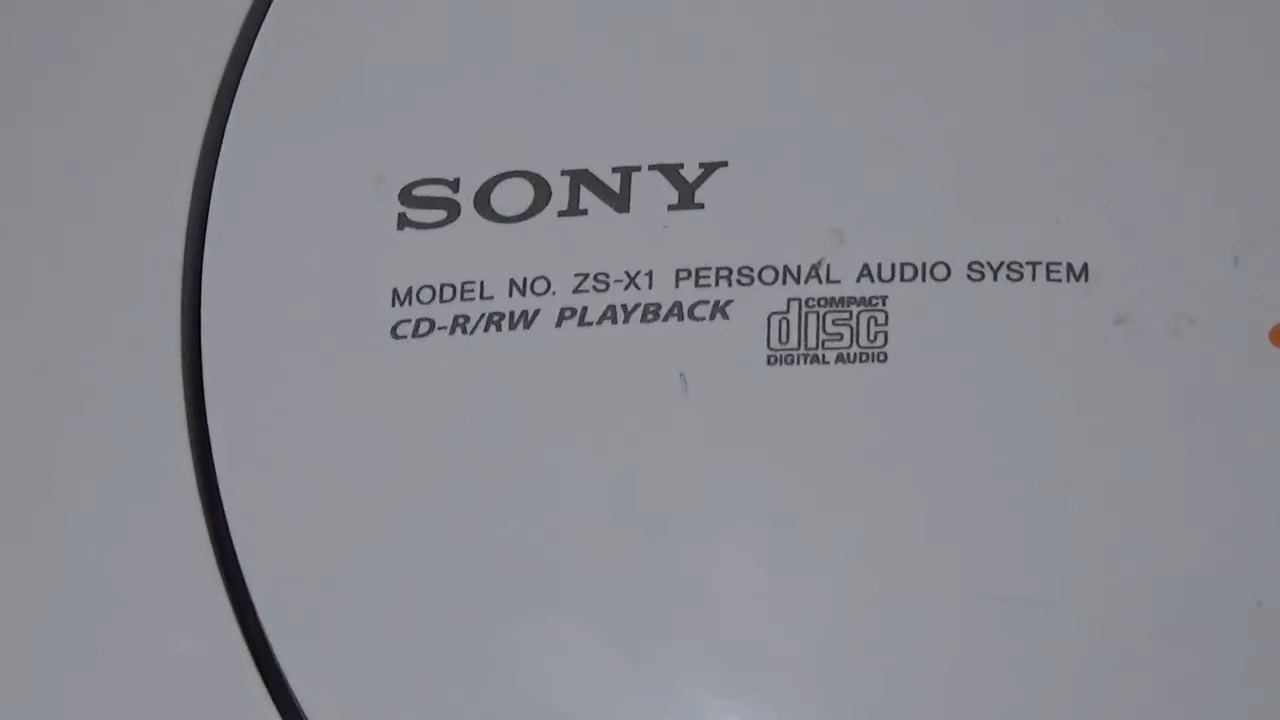 SONY
MODEL NO. ZS-X1 PERSONAL AUDIO SYSTEM
CD-R/RW PLAYBACK
COMPACT
disc
DIGITAL AUDIO